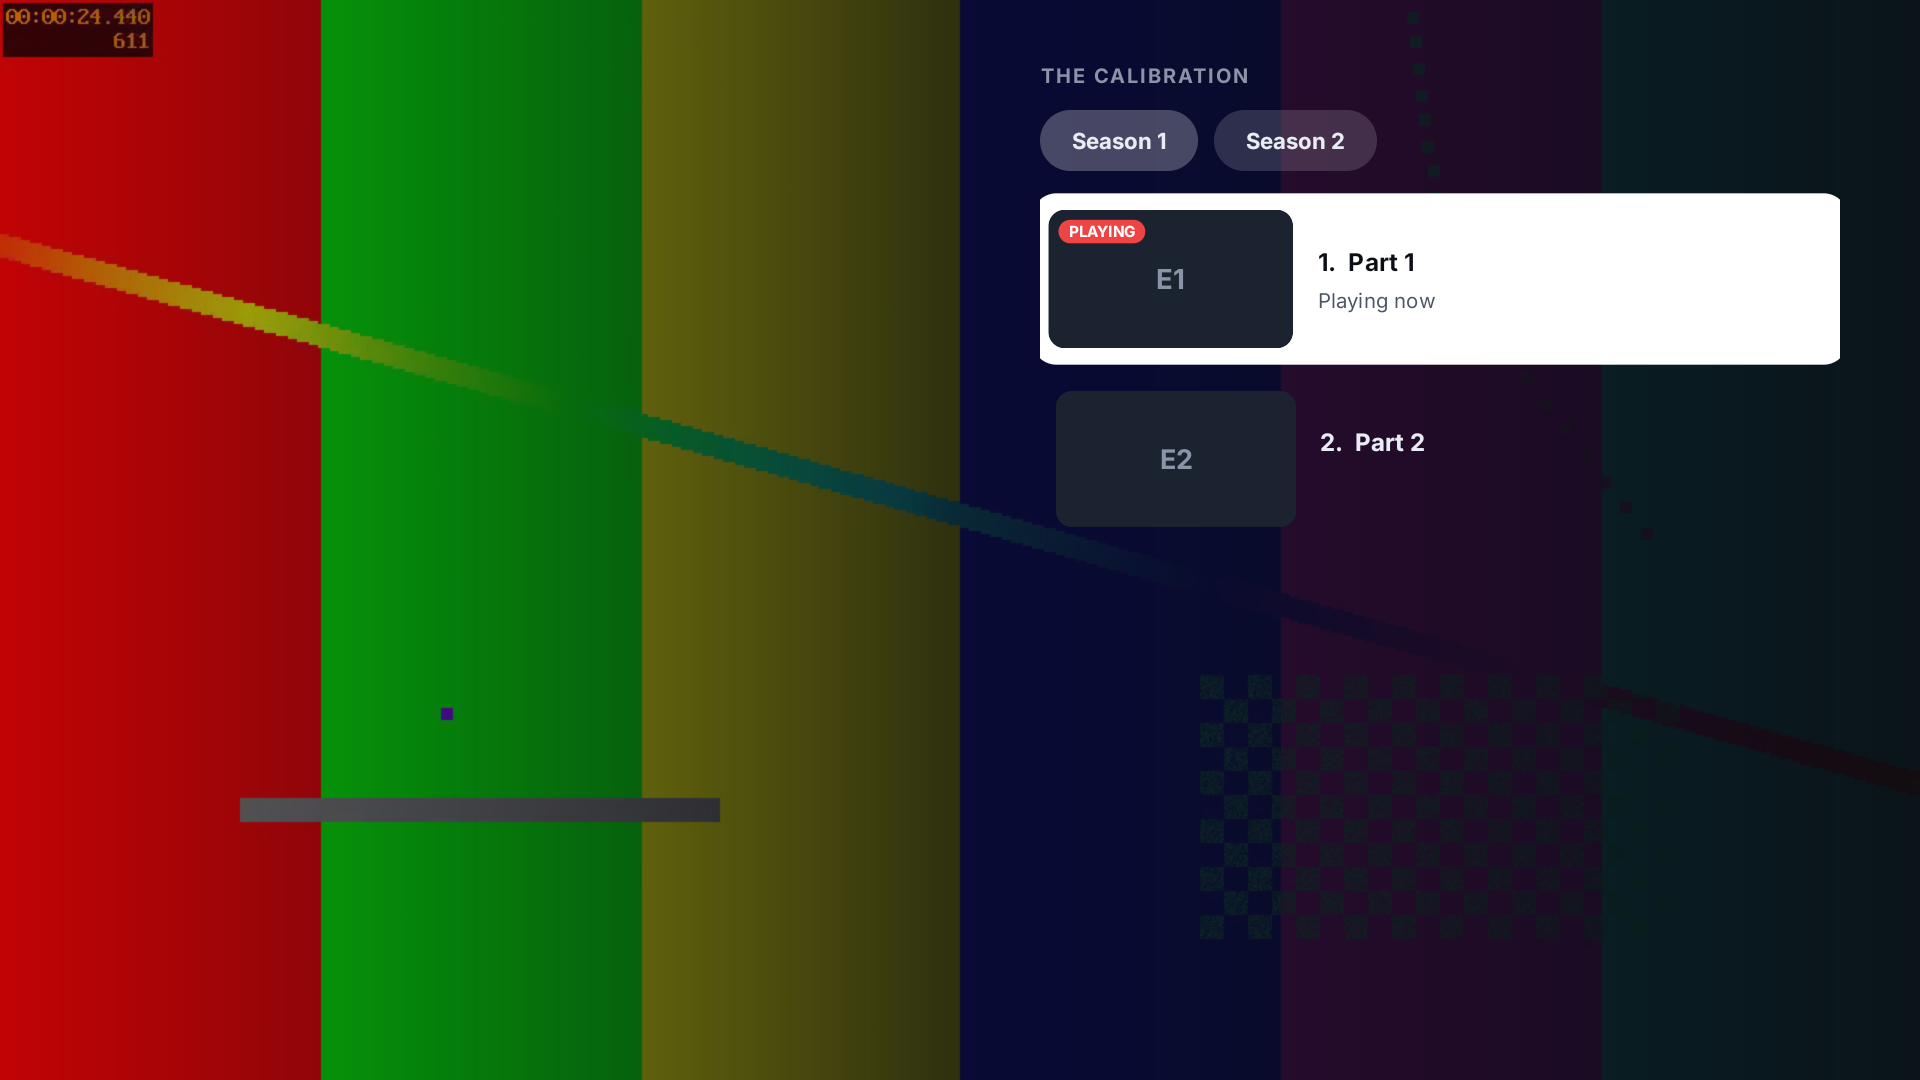 00:00:24.440
611
THE CALIBRATION
Season 1
Season 2
PLAYING
E1
1. Part 1
Playing now
E2
2. Part 2